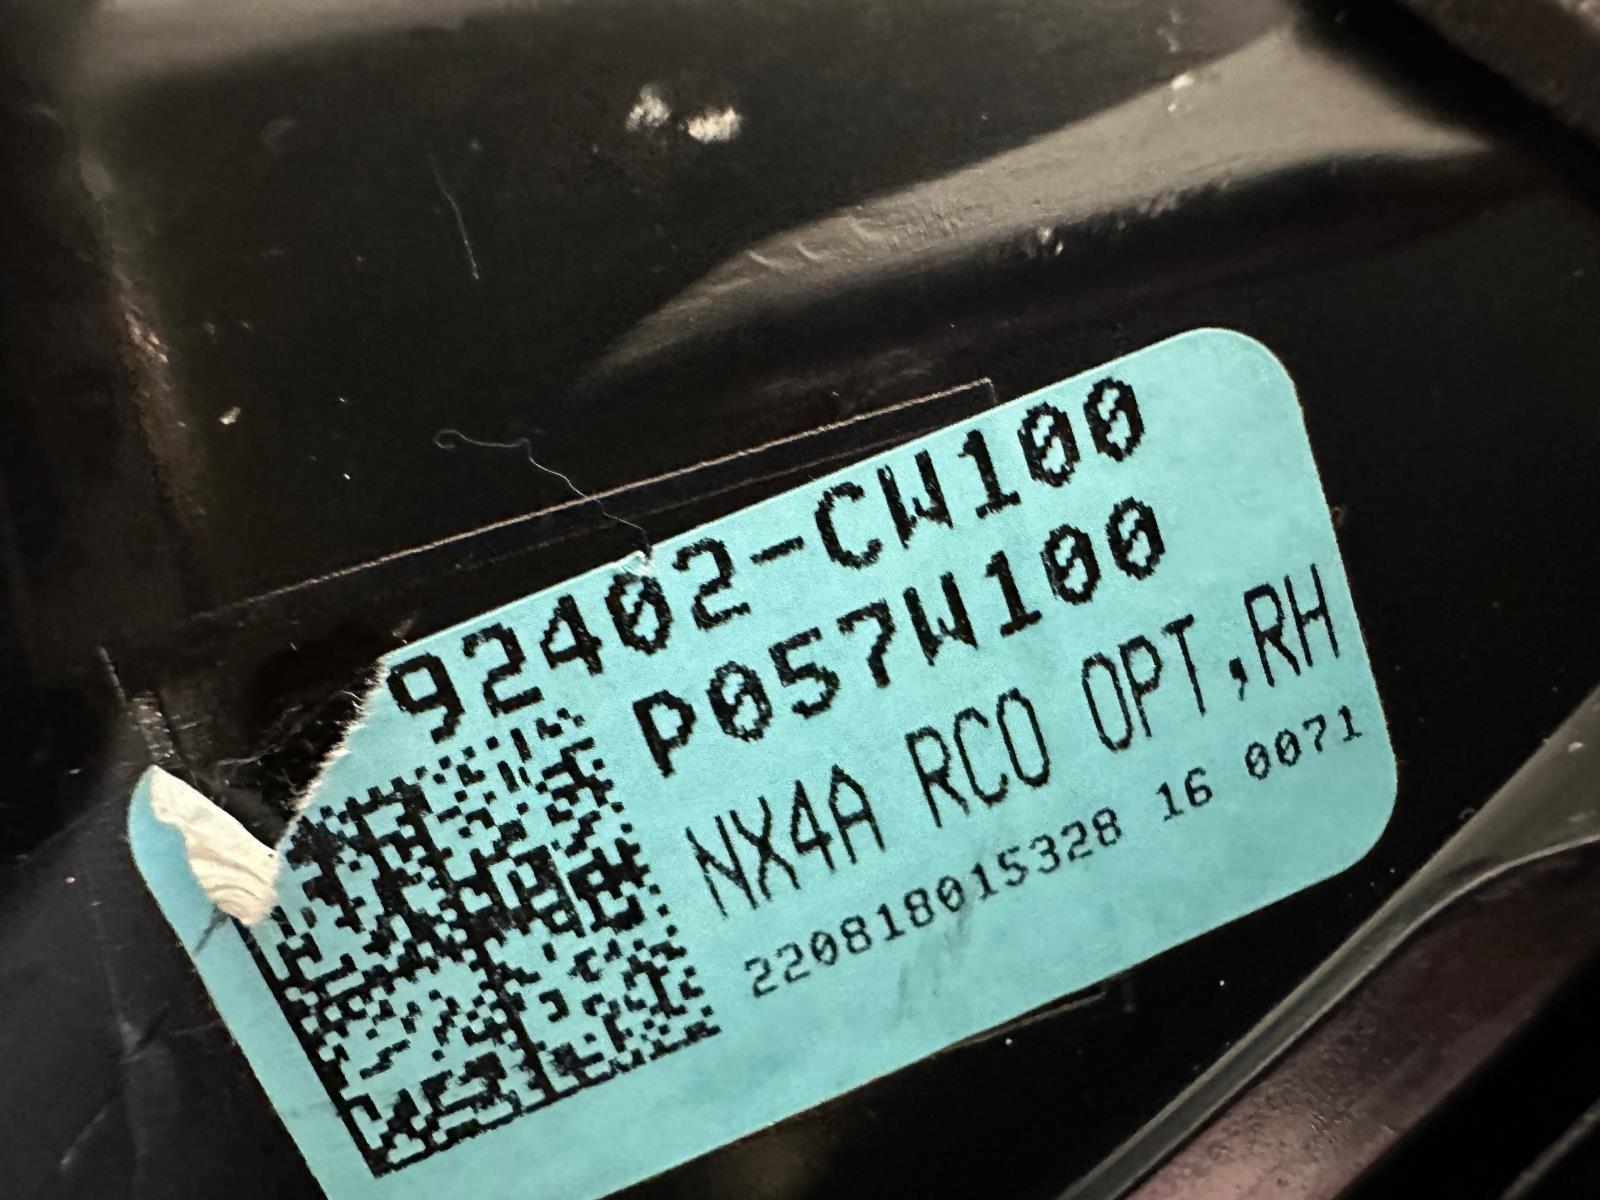 92402-CW100
P057W100
NX4A RCO OPT,RH
220818015328 16 0071